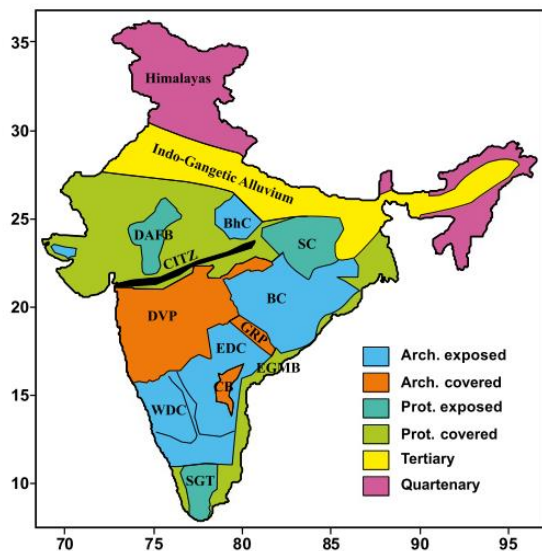 35
30
25
20
15
10
70
75
80
85
90
95
Himalayas
Indo-Gangetic Alluvium
BhC
DAFB
SC
CITZ
BC
DVP
GRP
EDC
EGMB
CB
WDC
SGT
Arch. exposed
Arch. covered
Prot. exposed
Prot. covered
Tertiary
Quartenary